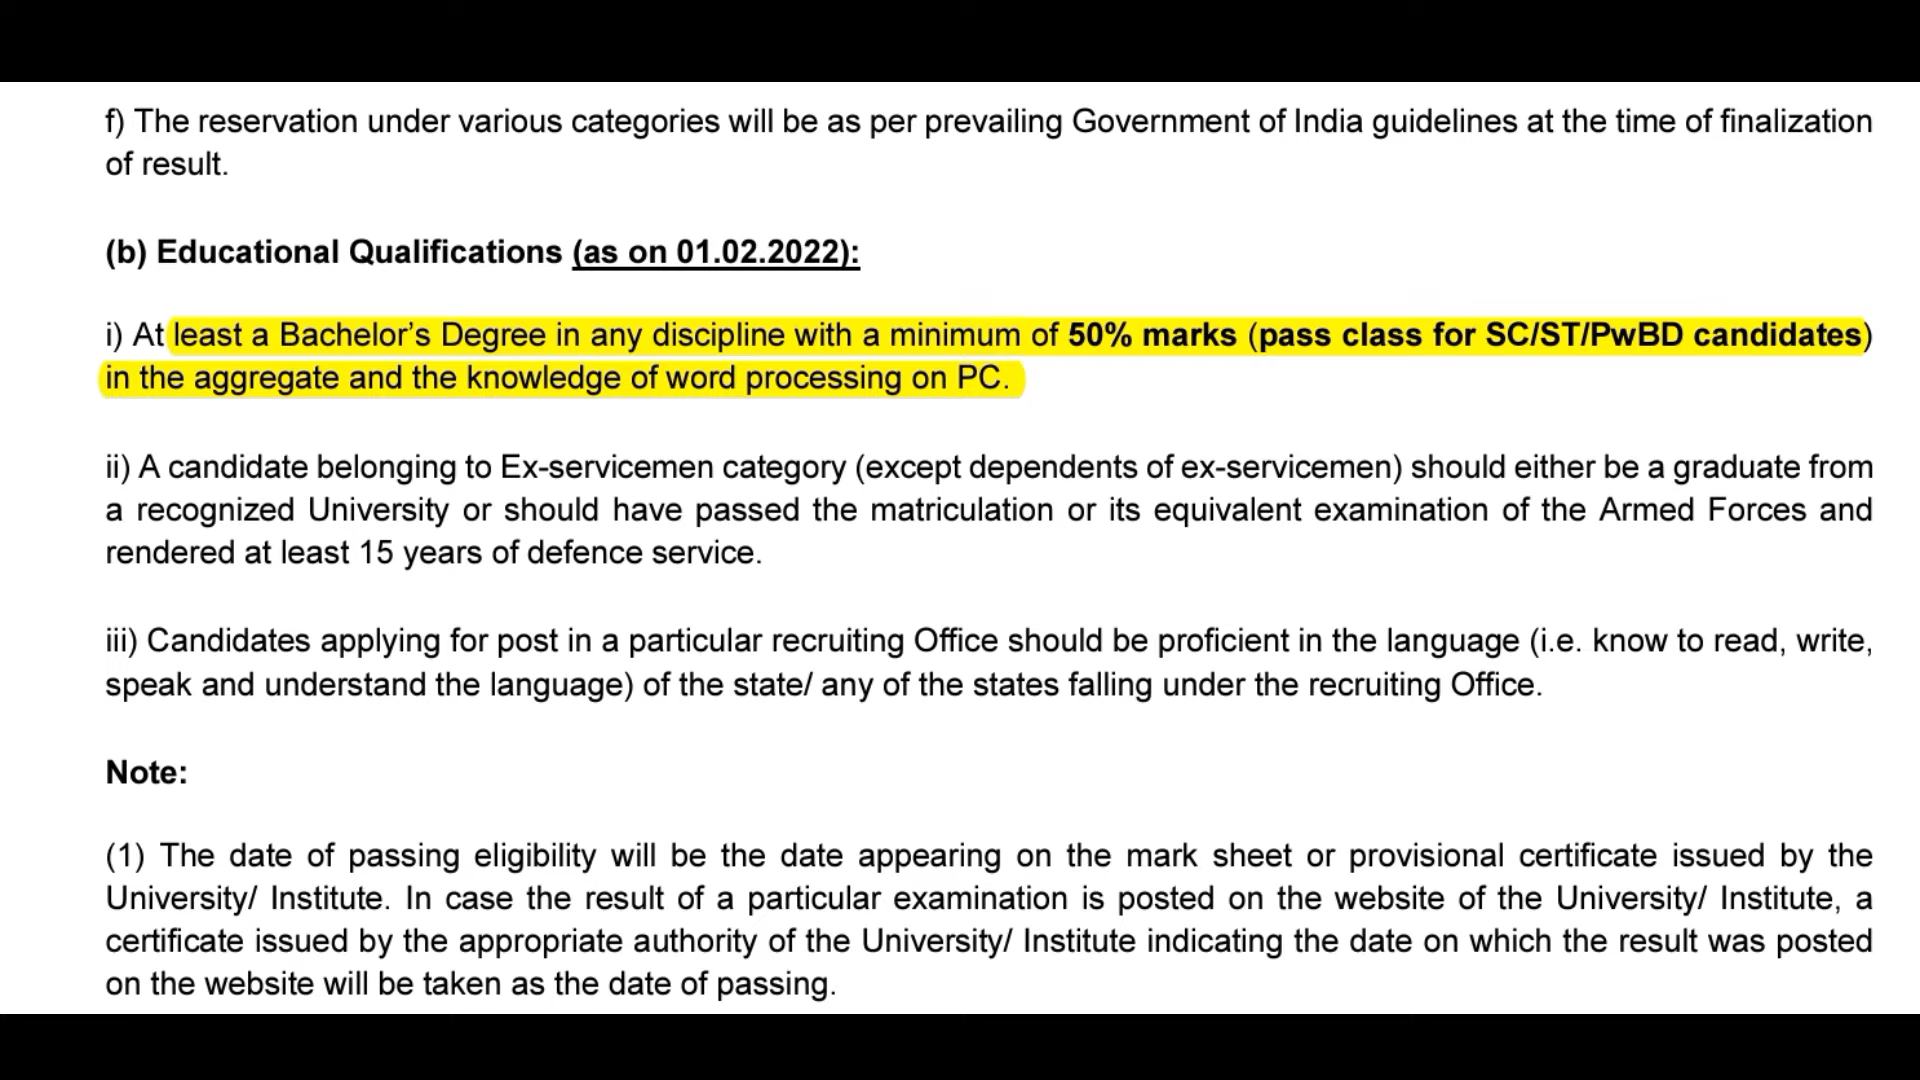 f) The reservation under various categories will be as per prevailing Government of India guidelines at the time of finalization
of result.
(b) Educational Qualifications (as on 01.02.2022):
i) At least a Bachelor’s Degree in any discipline with a minimum of 50% marks (pass class for SC/ST/PwBD candidates)
in the aggregate and the knowledge of word processing on PC.
ii) A candidate belonging to Ex-servicemen category (except dependents of ex-servicemen) should either be a graduate from
a recognized University or should have passed the matriculation or its equivalent examination of the Armed Forces and
rendered at least 15 years of defence service.
iii) Candidates applying for post in a particular recruiting Office should be proficient in the language (i.e. know to read, write,
speak and understand the language) of the state/ any of the states falling under the recruiting Office.
Note:
(1) The date of passing eligibility will be the date appearing on the mark sheet or provisional certificate issued by the
University/ Institute. In case the result of a particular examination is posted on the website of the University/ Institute, a
certificate issued by the appropriate authority of the University/ Institute indicating the date on which the result was posted
on the website will be taken as the date of passing.